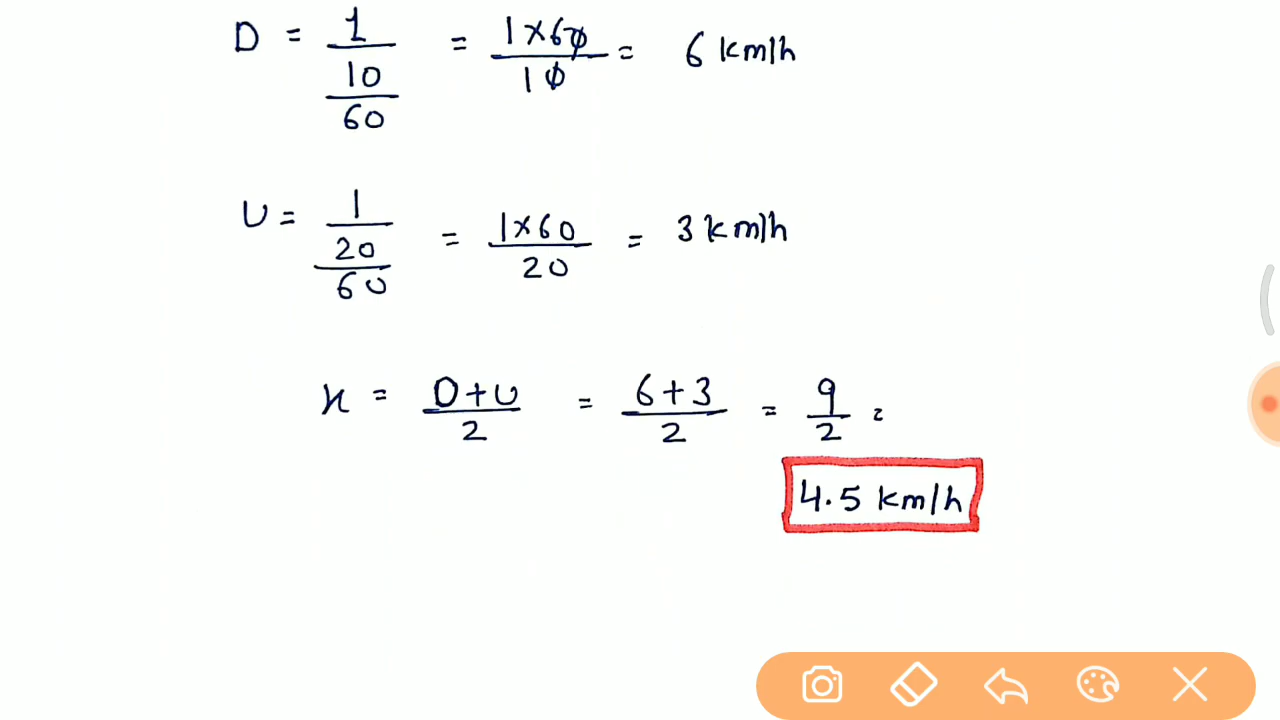 D = 1/(10/60) = 1×60/10 = 6 km/h
U = 1/(20/60) = 1×60/20 = 3 km/h
x = D+U/2 = 6+3/2 = 9/2 =
4.5 km/h